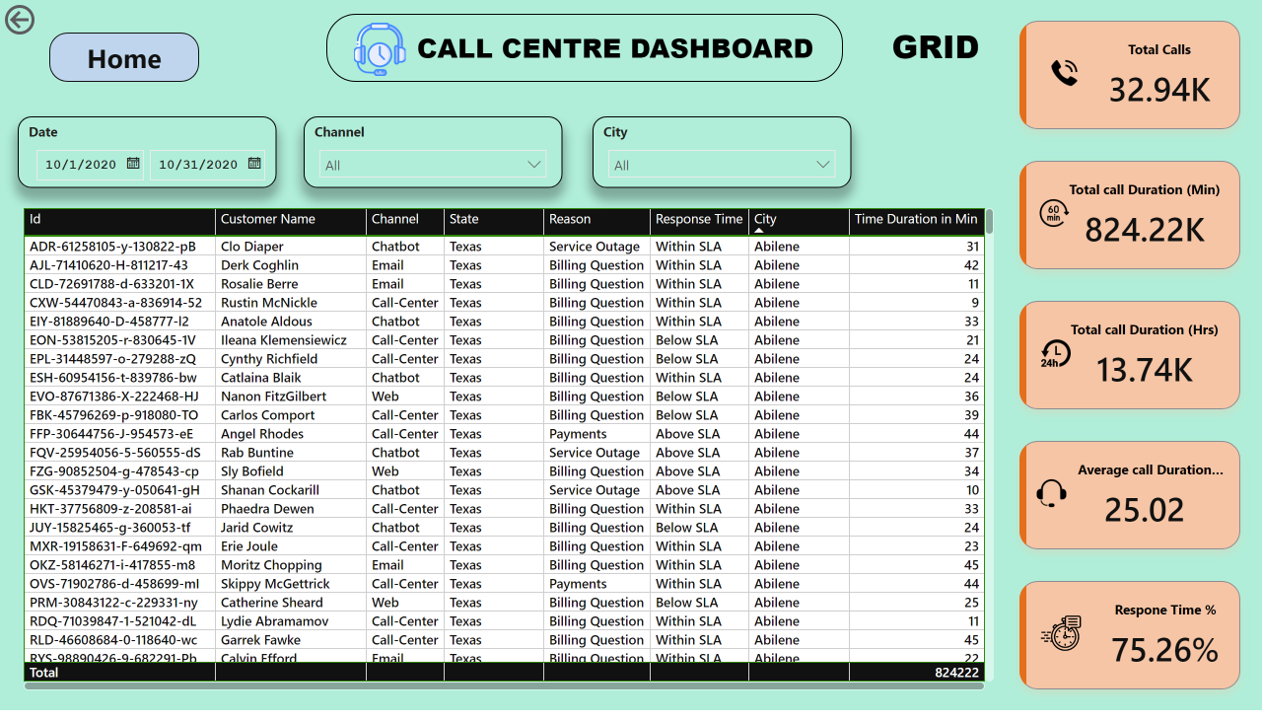 Home
CALL CENTRE DASHBOARD
GRID
Date
10/1/2020 10/31/2020
Channel
All
City
All
Id Customer Name Channel State Reason Response Time City Time Duration in Min
ADR-61258105-y-130822-pB Clo Diaper Chatbot Texas Service Outage Within SLA Abilene 31
AJL-71410620-H-811217-43 Derk Coghlin Email Texas Billing Question Within SLA Abilene 42
CLD-72691788-d-633201-1X Rosalie Berre Email Texas Billing Question Within SLA Abilene 11
CXW-54470843-a-836914-52 Rustin McNickle Call-Center Texas Billing Question Within SLA Abilene 9
EIY-81889640-D-458777-I2 Anatole Aldous Chatbot Texas Billing Question Within SLA Abilene 33
EON-53815205-r-830645-1V Ileana Klemensiewicz Call-Center Texas Billing Question Below SLA Abilene 21
EPL-31448597-o-279288-zQ Cynthy Richfield Call-Center Texas Billing Question Below SLA Abilene 24
ESH-60954156-t-839786-bw Catlaina Blaik Chatbot Texas Billing Question Within SLA Abilene 24
EVO-87671386-X-222468-HJ Nanon FitzGilbert Web Texas Billing Question Below SLA Abilene 36
FBK-45796269-p-918080-TO Carlos Comport Call-Center Texas Billing Question Below SLA Abilene 39
FFP-30644756-J-954573-eE Angel Rhodes Call-Center Texas Payments Above SLA Abilene 44
FQV-25954056-5-560555-dS Rab Buntine Chatbot Texas Service Outage Above SLA Abilene 37
FZG-90852504-g-478543-cp Sly Bofield Web Texas Billing Question Above SLA Abilene 34
GSK-45379479-y-050641-gH Shanan Cockarill Chatbot Texas Service Outage Above SLA Abilene 10
HKT-37756809-z-208581-ai Phaedra Dewen Call-Center Texas Billing Question Within SLA Abilene 33
JUY-15825465-g-360053-tf Jarid Cowitz Chatbot Texas Billing Question Below SLA Abilene 24
MXR-19158631-F-649692-qm Erie Joule Call-Center Texas Billing Question Within SLA Abilene 23
OKZ-58146271-i-417855-m8 Moritz Chopping Email Texas Billing Question Within SLA Abilene 45
OVS-71902786-d-458699-mI Skippy McGettrick Call-Center Texas Payments Within SLA Abilene 44
PRM-30843122-c-229331-ny Catherine Sheard Web Texas Billing Question Below SLA Abilene 25
RDQ-71039847-1-521042-dL Lydie Abramamov Call-Center Texas Billing Question Within SLA Abilene 11
RLD-46608684-0-118640-wc Garrek Fawke Call-Center Texas Billing Question Within SLA Abilene 45
RYS-98890426-9-682291-Pb Calvin Efford Email Texas Billing Question Within SLA Abilene 22
Total 824222
Total Calls
32.94K
Total call Duration (Min)
60
min
824.22K
Total call Duration (Hrs)
24h
13.74K
Average call Duration...
25.02
Respone Time %
75.26%